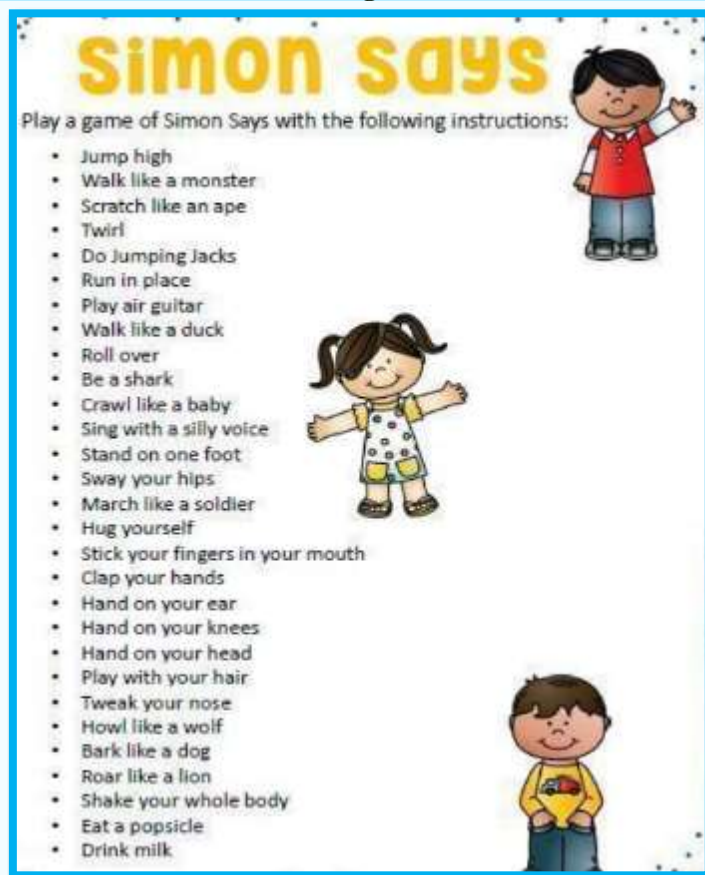 simon says
Play a game of Simon Says with the following instructions:
• Jump high
• Walk like a monster
• Scratch like an ape
• Twirl
• Do Jumping Jacks
• Run in place
• Play air guitar
• Walk like a duck
• Roll over
• Be a shark
• Crawl like a baby
• Sing with a silly voice
• Stand on one foot
• Sway your hips
• March like a soldier
• Hug yourself
• Stick your fingers in your mouth
• Clap your hands
• Hand on your ear
• Hand on your knees
• Hand on your head
• Play with your hair
• Tweak your nose
• Howl like a wolf
• Bark like a dog
• Roar like a lion
• Shake your whole body
• Eat a popsicle
• Drink milk